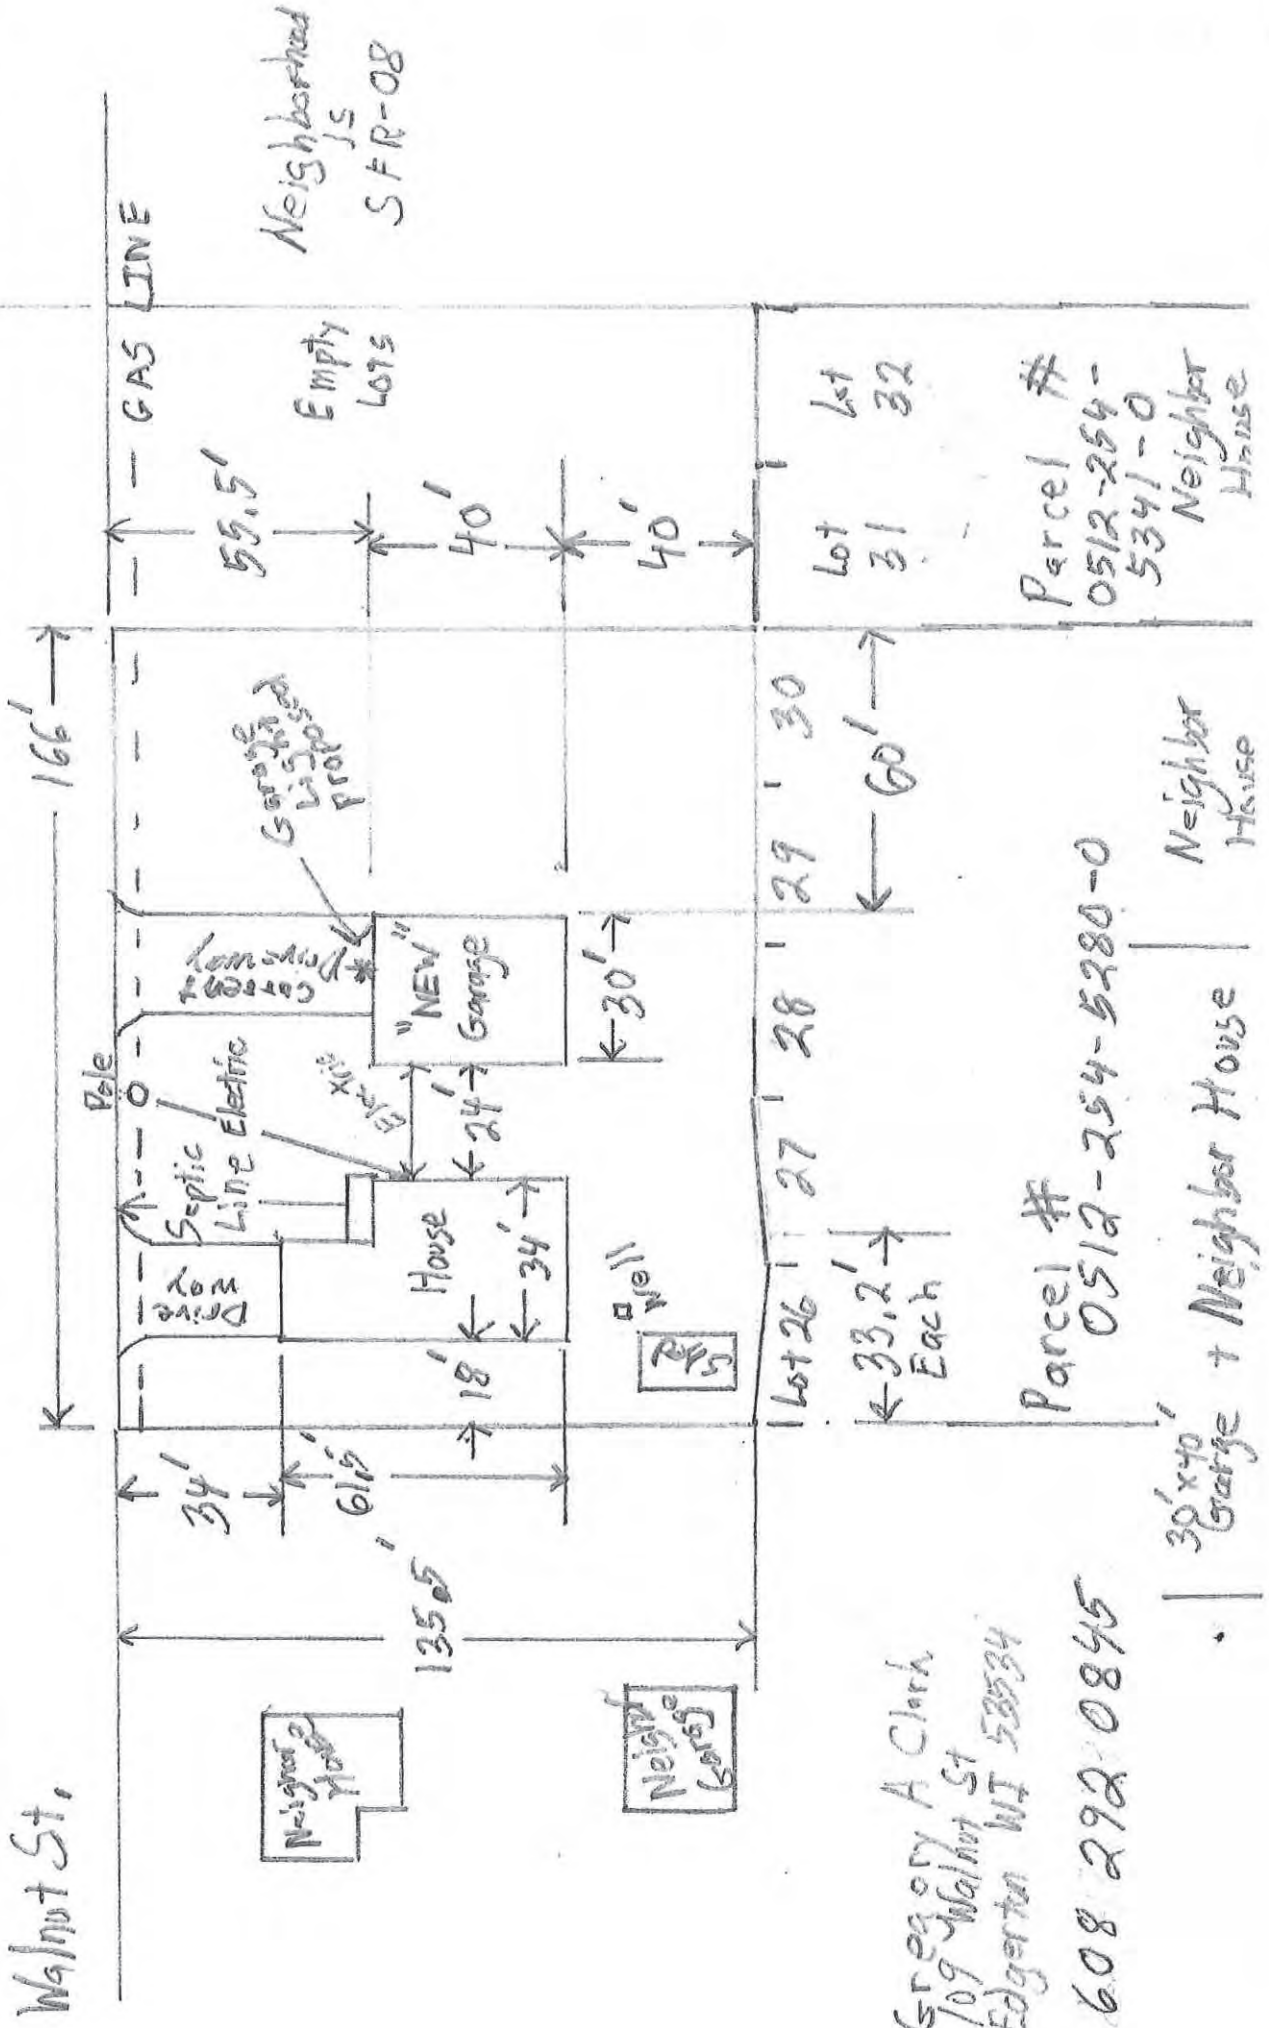 Walnut St.
166'
Pole
GAS LINE
Neighborhood
is
SFR-08
34'
55.5'
Empty
Lots
Septic
Line
Electric
Garage
Light
Proposed
Driveway
61.5'
House
"NEW"
Garage
40'
18'
24'
34'
30'
40'
135.5'
Well
Neighbor
House
Neighbor
Garage
Lot 26
27
28
29
30
Lot
31
Lot
32
33.2'
Each
60'
Gregory A Clark
109 Walnut St
Edgerton WI 53534
608 292 0845
Parcel #
0512-254-5280-0
Parcel #
0512-254-
5341-0
Neighbor
House
30'x40'
Garage + Neighbor House
Neighbor
House